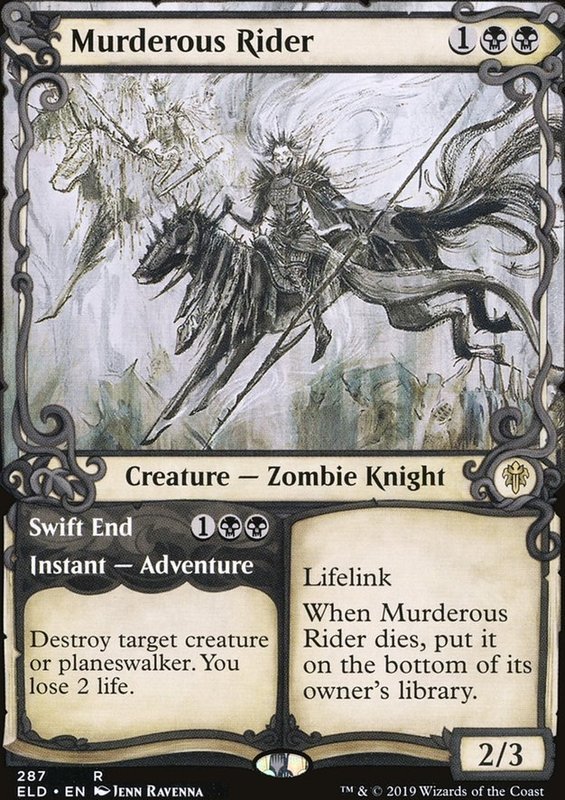 Murderous Rider 1
Creature — Zombie Knight
Swift End 1
Instant — Adventure
Destroy target creature
or planeswalker. You
lose 2 life.
Lifelink
When Murderous
Rider dies, put it
on the bottom of its
owner's library.
2/3
287 R
ELD • EN Jenn Ravenna
™ & © 2019 Wizards of the Coast